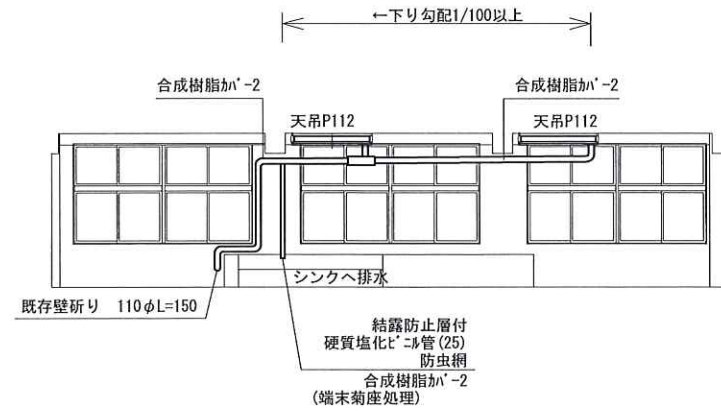 ←下り勾配1/100以上
合成樹脂ｶﾊﾞｰ2
合成樹脂ｶﾊﾞｰ2
天吊P112
天吊P112
シンクへ排水
既存壁斫り 110φL=150
結露防止層付
硬質塩化ﾋﾞﾆﾙ管(25)
防虫網
合成樹脂ｶﾊﾞｰ2
(端末菊座処理)